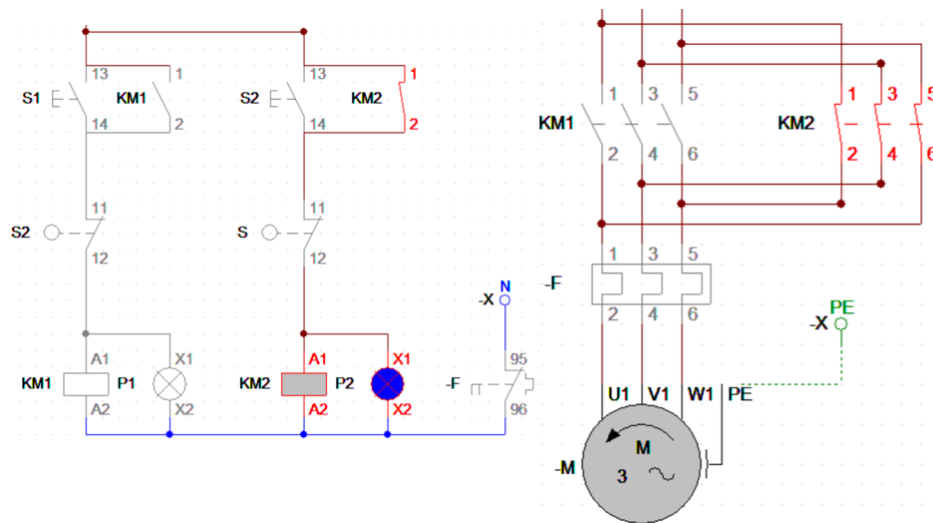 13 1 13 1
S1 KM1 S2 KM2
14 2 14 2
11 11
S2 S
12 12
A1 X1 A1 X1
KM1 P1 KM2 P2
A2 X2 A2 X2
N
-X
95
-F
96
1 3 5 1 3 5
KM1 KM2
2 4 6 2 4 6
1 3 5
-F
2 4 6
PE
-X
U1 V1 W1 PE
M
-M
3